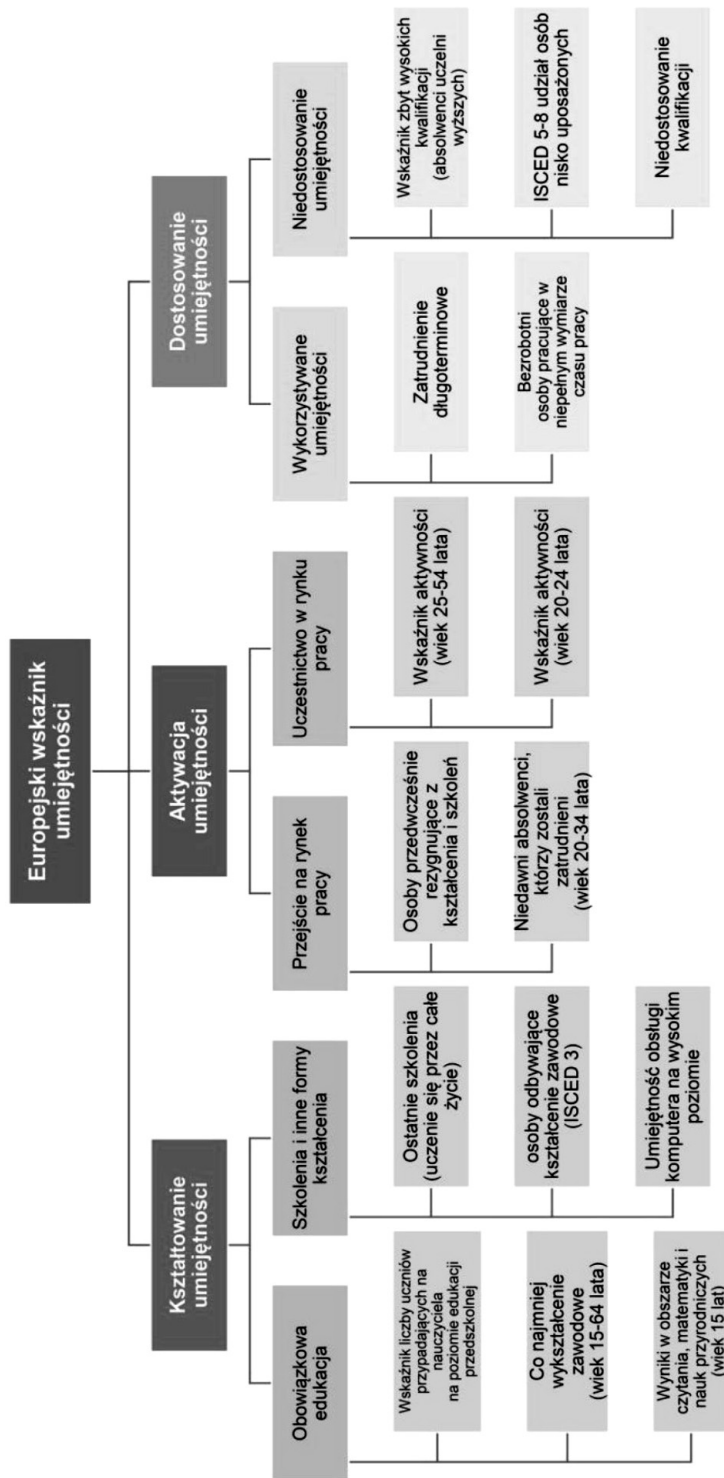 Europejski wskaźnik
umiejętności
Kształtowanie
umiejętności
Obowiązkowa
edukacja
Wskaźnik liczby uczniów
przypadających na
nauczyciela
na poziomie edukacji
przedszkolnej
Co najmniej
wykształcenie
zawodowe
(wiek 15-64 lata)
Wyniki w obszarze
czytania, matematyki i
nauk przyrodniczych
(wiek 15 lat)
Szkolenia i inne formy
kształcenia
Ostatnie szkolenia
(uczenie się przez całe
życie)
osoby odbywające
kształcenie zawodowe
(ISCED 3)
Umiejętność obsługi
komputera na wysokim
poziomie
Aktywacja
umiejętności
Przejście na rynek
pracy
Osoby przedwcześnie
rezygnujące z
kształcenia i szkoleń
Niedawni absolwenci,
którzy zostali
zatrudnieni
(wiek 20-34 lata)
Uczestnictwo w rynku
pracy
Wskaźnik aktywności
(wiek 25-54 lata)
Wskaźnik aktywności
(wiek 20-24 lata)
Dostosowanie
umiejętności
Wykorzystywane
umiejętności
Zatrudnienie
długoterminowe
Bezrobotni
osoby pracujące w
niepełnym wymiarze
czasu pracy
Niedostosowanie
umiejętności
Wskaźnik zbyt wysokich
kwalifikacji
(absolwenci uczelni
wyższych)
ISCED 5-8 udział osób
nisko uposażonych
Niedostosowanie
kwalifikacji